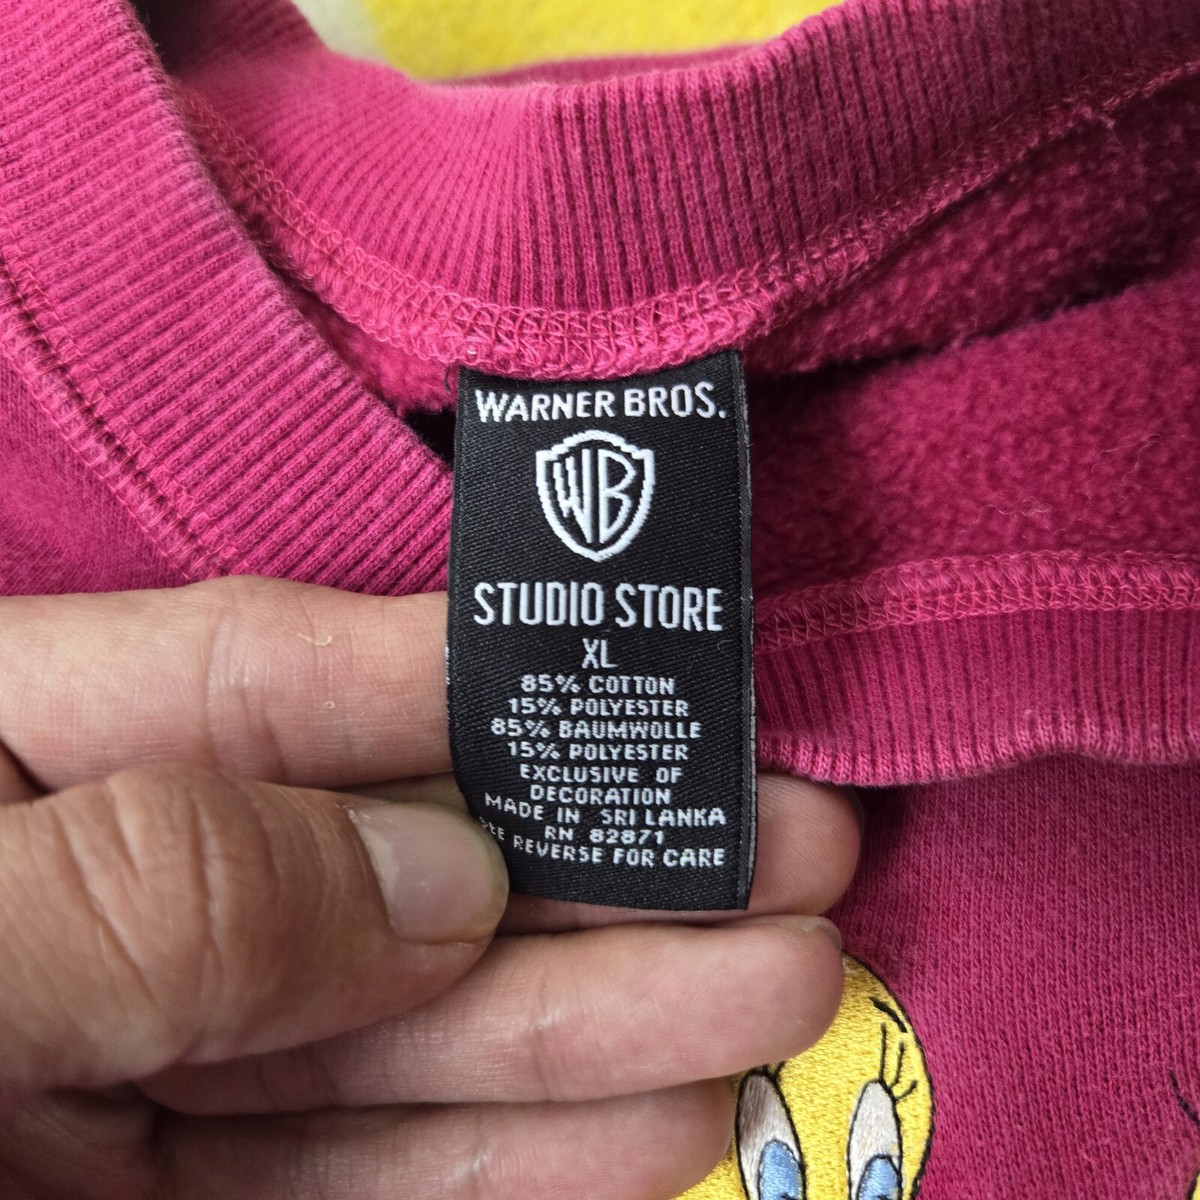 WARNER BROS.
WB
STUDIO STORE
XL
85% COTTON
15% POLYESTER
85% BAUMWOLLE
15% POLYESTER
EXCLUSIVE OF
DECORATION
MADE IN SRI LANKA
RN 82871
SEE REVERSE FOR CARE